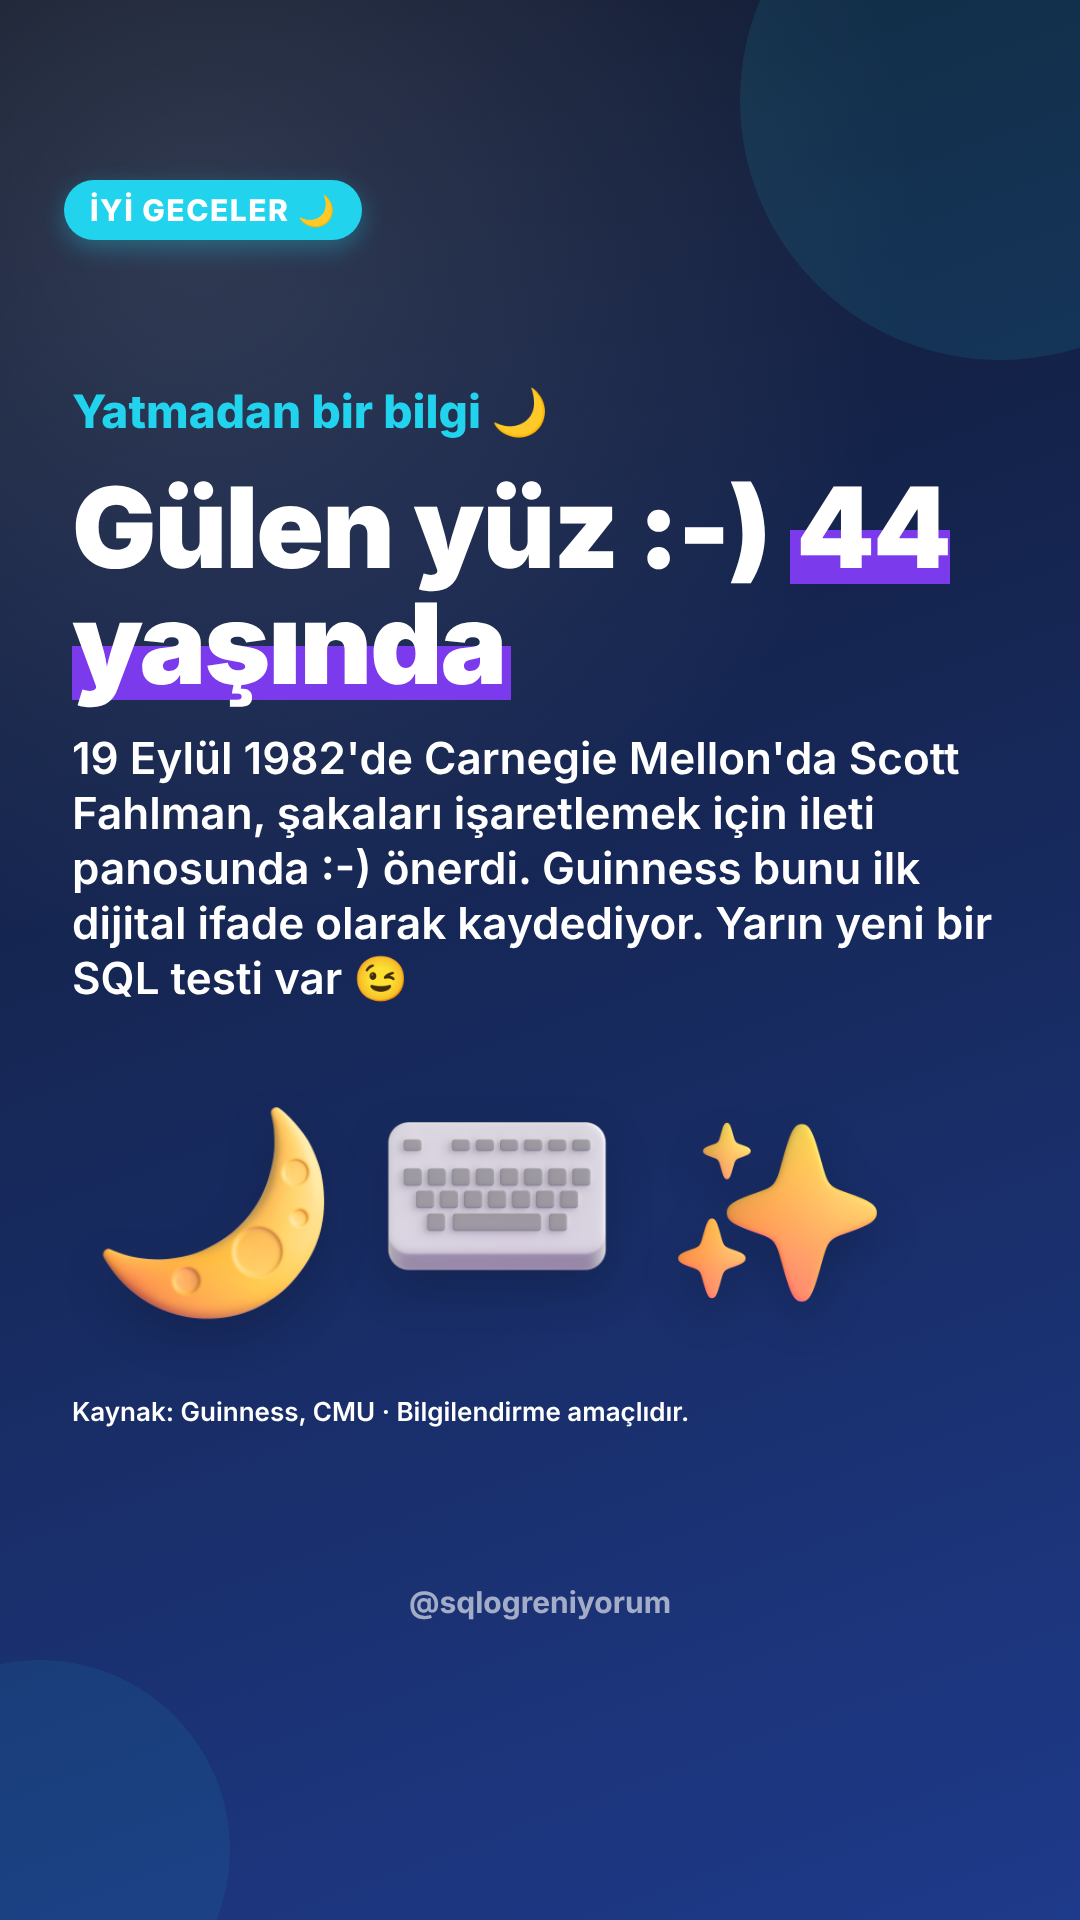 İYİ GECELER 🌙
Yatmadan bir bilgi 🌙
Gülen yüz :-) 44
yaşında
19 Eylül 1982'de Carnegie Mellon'da Scott
Fahlman, şakaları işaretlemek için ileti
panosunda :-) önerdi. Guinness bunu ilk
dijital ifade olarak kaydediyor. Yarın yeni bir
SQL testi var 😉
Kaynak: Guinness, CMU · Bilgilendirme amaçlıdır.
@sqlogreniyorum